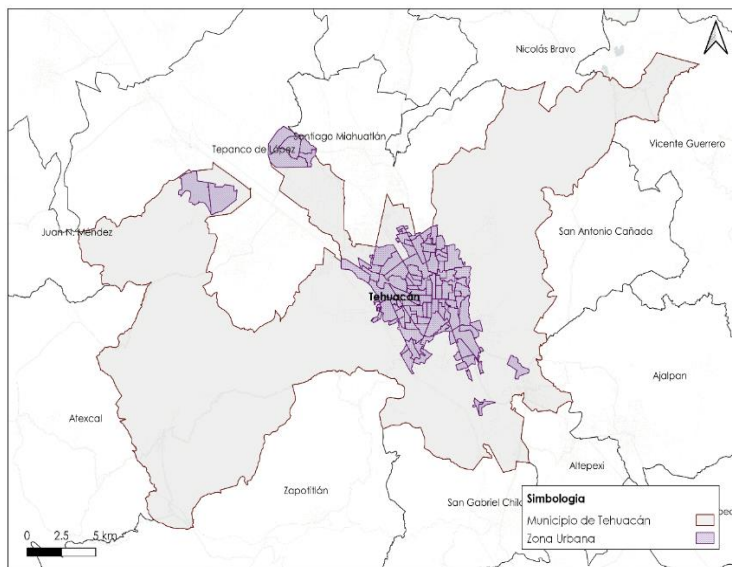 Nicolás Bravo
Santiago Miahuatlán
Tepanco de López
Vicente Guerrero
Juan N. Méndez
San Antonio Cañada
Tehuacán
Ajalpan
Atexcal
Altepexi
Zapotitlán
San Gabriel Chila
Simbologia
Municipio de Tehuacán
Zona Urbana
0 2.5 5 km